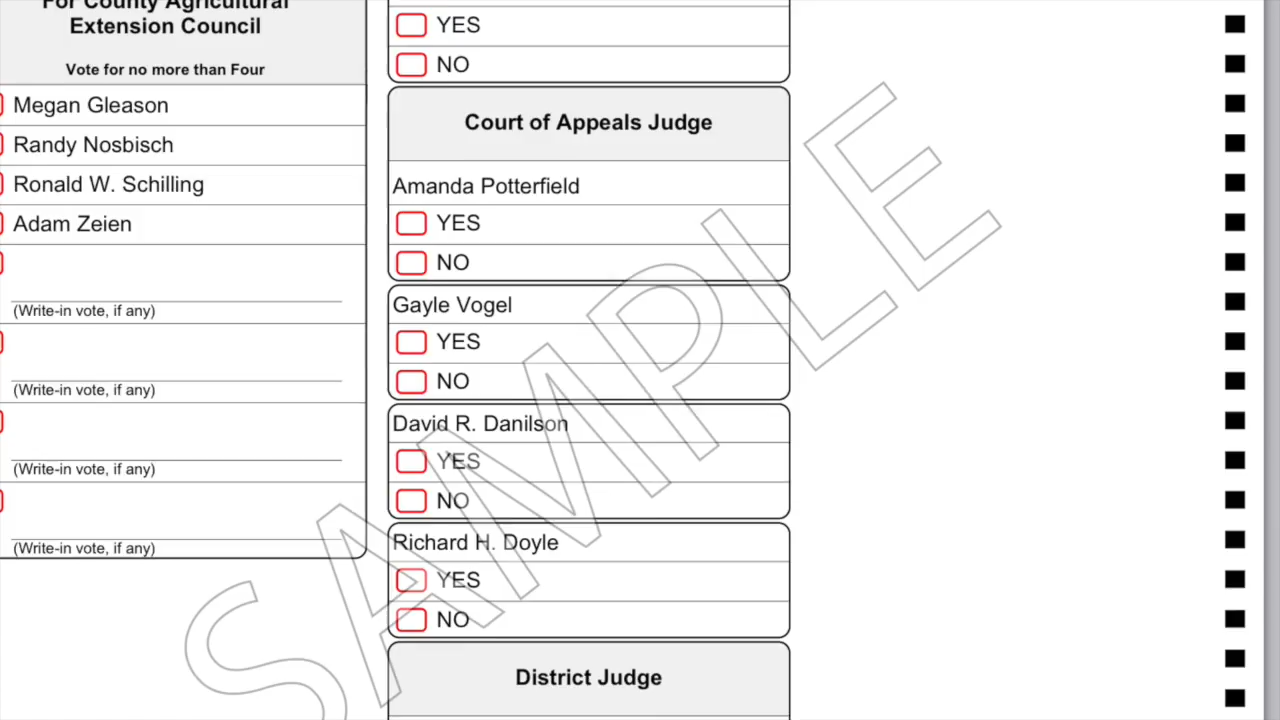 For County Agricultural
Extension Council
Vote for no more than Four
Megan Gleason
Randy Nosbisch
Ronald W. Schilling
Adam Zeien
(Write-in vote, if any)
(Write-in vote, if any)
(Write-in vote, if any)
(Write-in vote, if any)
YES
NO
Court of Appeals Judge
Amanda Potterfield
YES
NO
Gayle Vogel
YES
NO
David R. Danilson
YES
NO
Richard H. Doyle
YES
NO
District Judge
SAMPLE